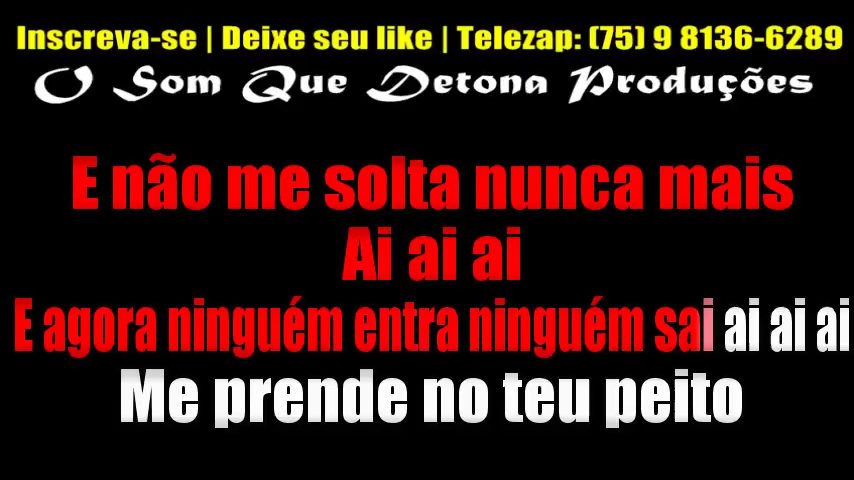 Inscreva-se | Deixe seu like | Telezap: (75) 9 8136-6289
O Som Que Detona Produções
E não me solta nunca mais
Ai ai ai
E agora ninguém entra ninguém sai ai ai ai
Me prende no teu peito